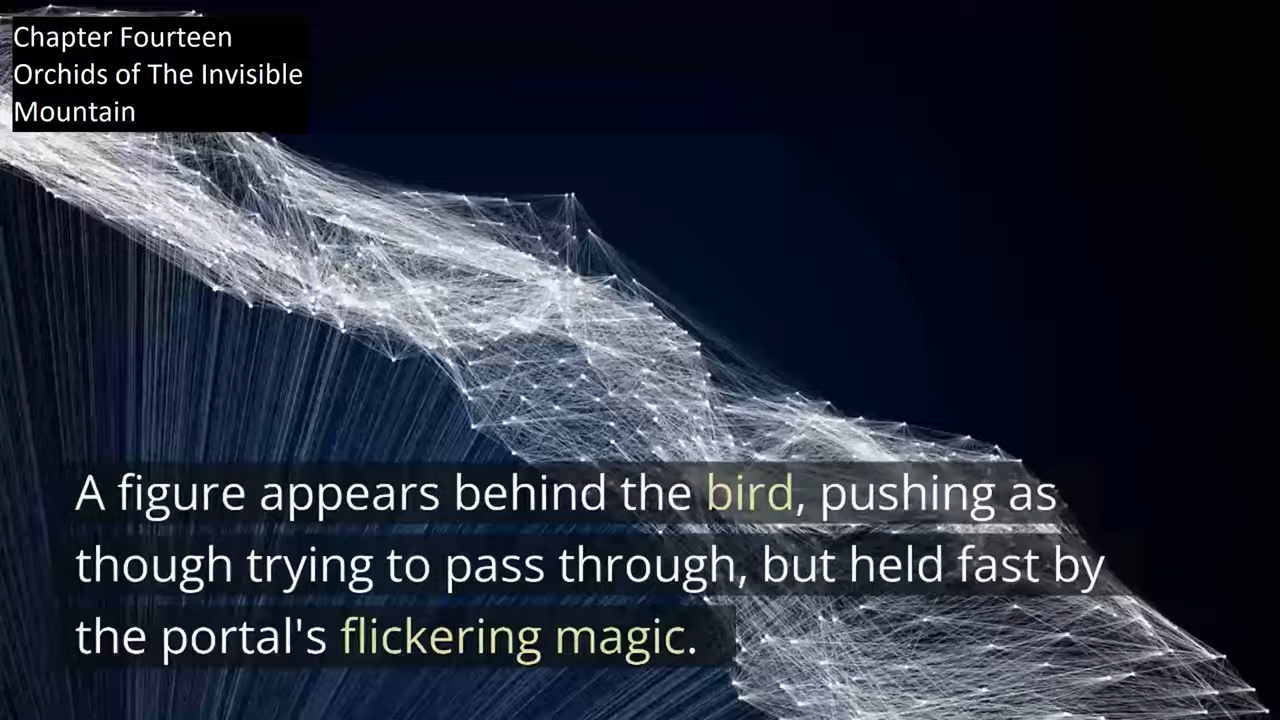 Chapter Fourteen
Orchids of The Invisible
Mountain
A figure appears behind the bird, pushing as
though trying to pass through, but held fast by
the portal's flickering magic.